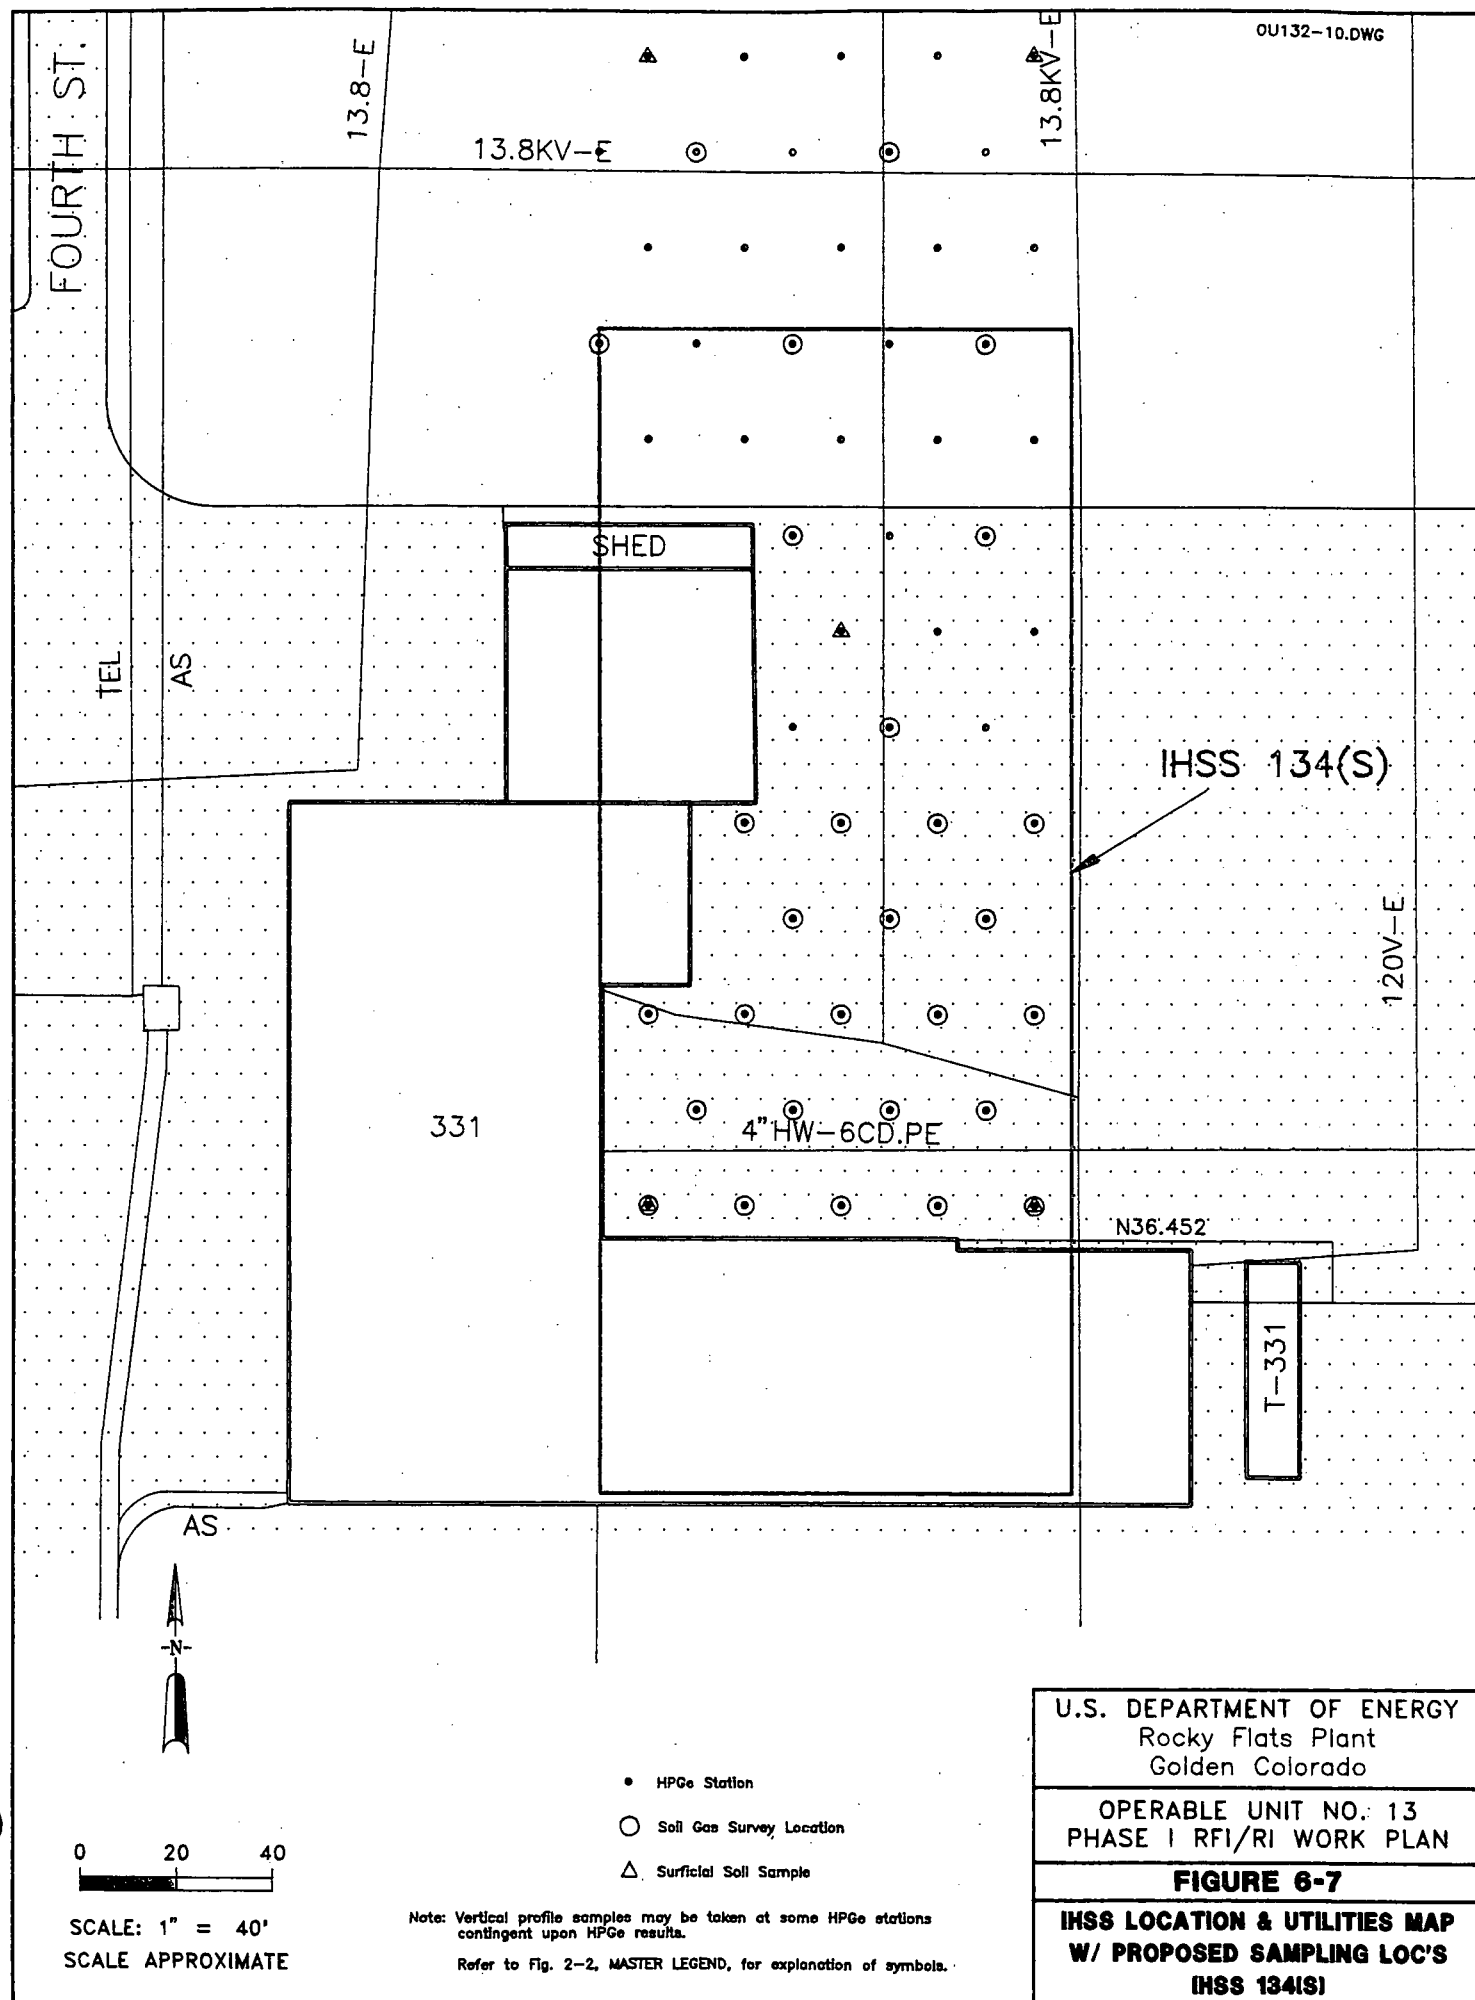 OU132-10.DWG
FOURTH ST.
13.8-E
13.8KV-E
13.8KV-E
SHED
TEL
AS
IHSS 134(S)
120V-E
331
4"HW-6CD.PE
N36.452
T-331
AS
-N-
0 20 40
SCALE: 1" = 40'
SCALE APPROXIMATE
HPGe Station
Soil Gas Survey Location
Surficial Soil Sample
Note: Vertical profile samples may be taken at some HPGe stations
contingent upon HPGe results.
Refer to Fig. 2-2, MASTER LEGEND, for explanation of symbols.
U.S. DEPARTMENT OF ENERGY
Rocky Flats Plant
Golden Colorado
OPERABLE UNIT NO. 13
PHASE I RFI/RI WORK PLAN
FIGURE 6-7
IHSS LOCATION & UTILITIES MAP
W/ PROPOSED SAMPLING LOC'S
IHSS 134(S)